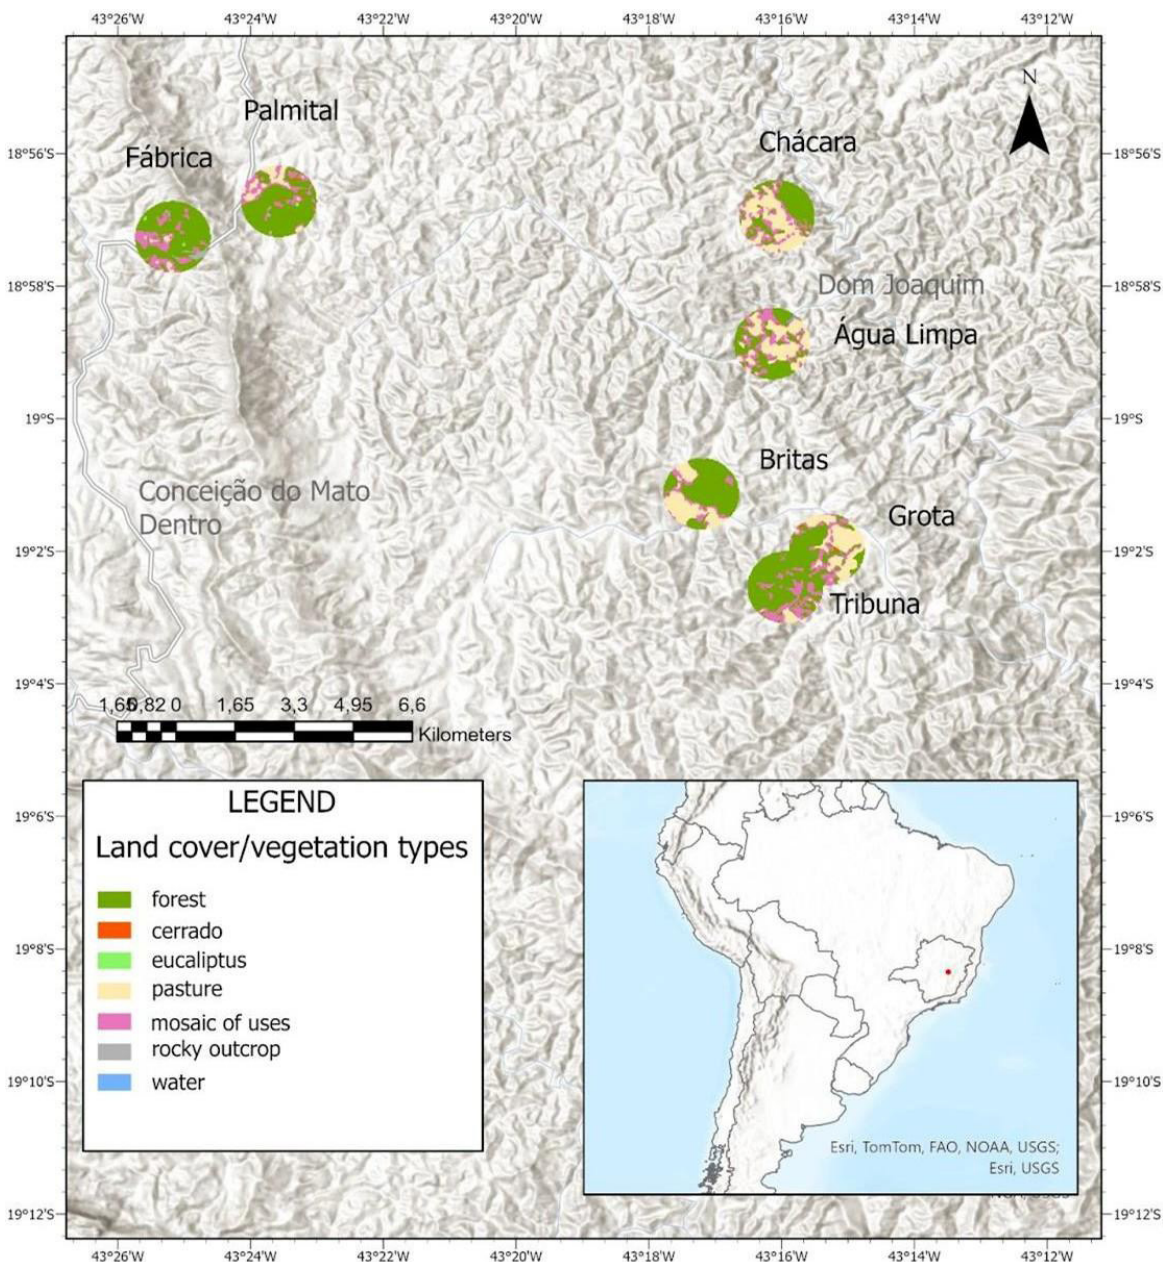 43°26'W 43°24'W 43°22'W 43°20'W 43°18'W 43°16'W 43°14'W 43°12'W
N
Palmital
Chácara
Fábrica
18°56'S 18°56'S
Dom Joaquim
18°58'S 18°58'S
Água Limpa
19°S 19°S
Britas
Conceição do Mato
Dentro
Grota
19°2'S 19°2'S
Tribuna
19°4'S 19°4'S
0 1,65 3,3 4,95 6,6
Kilometers
LEGEND
Land cover/vegetation types
forest
cerrado
eucaliptus
pasture
mosaic of uses
rocky outcrop
water
19°6'S 19°6'S
19°8'S 19°8'S
19°10'S 19°10'S
19°12'S 19°12'S
Esri, TomTom, FAO, NOAA, USGS;
Esri, USGS
43°26'W 43°24'W 43°22'W 43°20'W 43°18'W 43°16'W 43°14'W 43°12'W